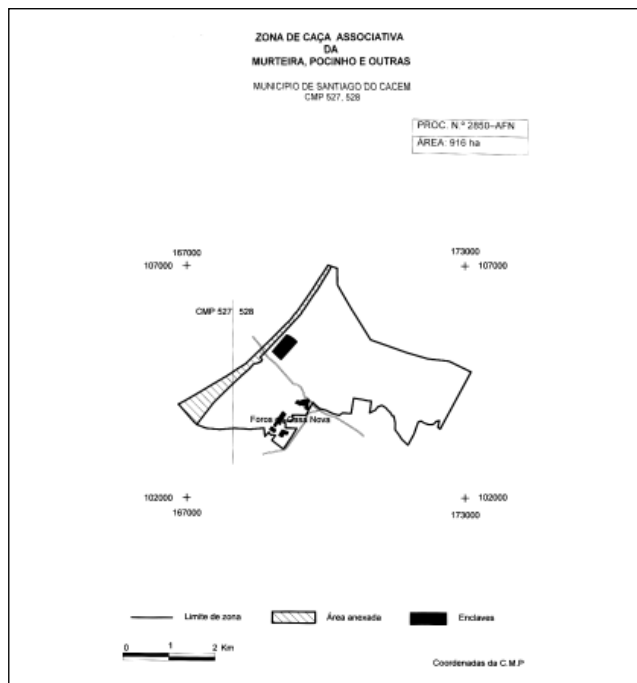 ZONA DE CAÇA ASSOCIATIVA
DA
MURTEIRA, POCINHO E OUTRAS
MUNICIPIO DE SANTIAGO DO CACEM
CMP 527, 528
PROC. N.º 2850-AFN
ÁREA: 916 ha
167000
107000
173000
107000
CMP 527
528
Foros Casa Nova
102000
167000
102000
173000
Limite de zona
Área anexada
Enclaves
0 1 2 Km
Coordenadas da C.M.P